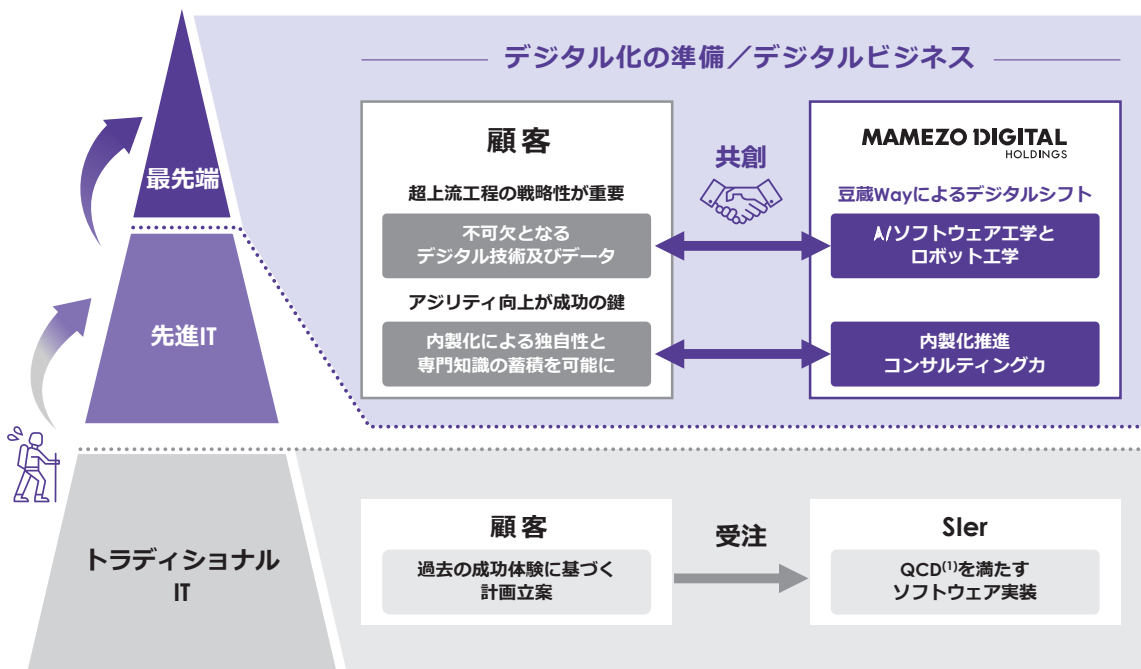 デジタル化の準備／デジタルビジネス
最先端
先進IT
トラディショナル
IT
顧客
超上流工程の戦略性が重要
不可欠となる
デジタル技術及びデータ
アジリティ向上が成功の鍵
内製化による独自性と
専門知識の蓄積を可能に
共創
MAMEZO DIGITAL
HOLDINGS
豆蔵Wayによるデジタルシフト
AI/ソフトウェア工学と
ロボット工学
内製化推進
コンサルティング力
顧客
過去の成功体験に基づく
計画立案
受注
SIer
QCD(1)を満たす
ソフトウェア実装